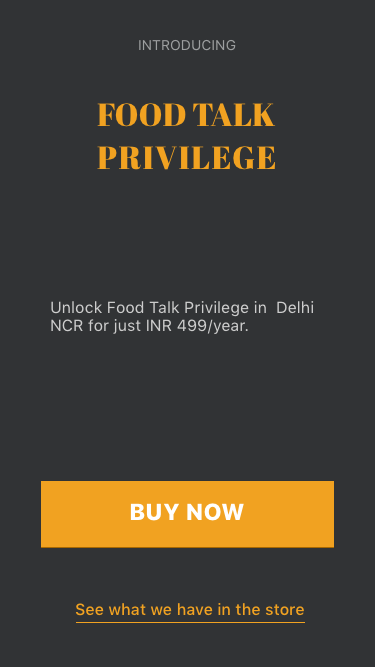 INTRODUCING
FOOD TALK
PRIVILEGE
Unlock Food Talk Privilege in  Delhi
NCR for just INR 499/year.
BUY NOW
See what we have in the store